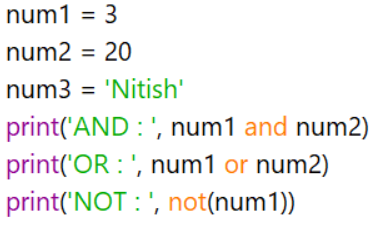 num1 = 3
num2 = 20
num3 = 'Nitish'
print('AND : ', num1 and num2)
print('OR : ', num1 or num2)
print('NOT : ', not(num1))